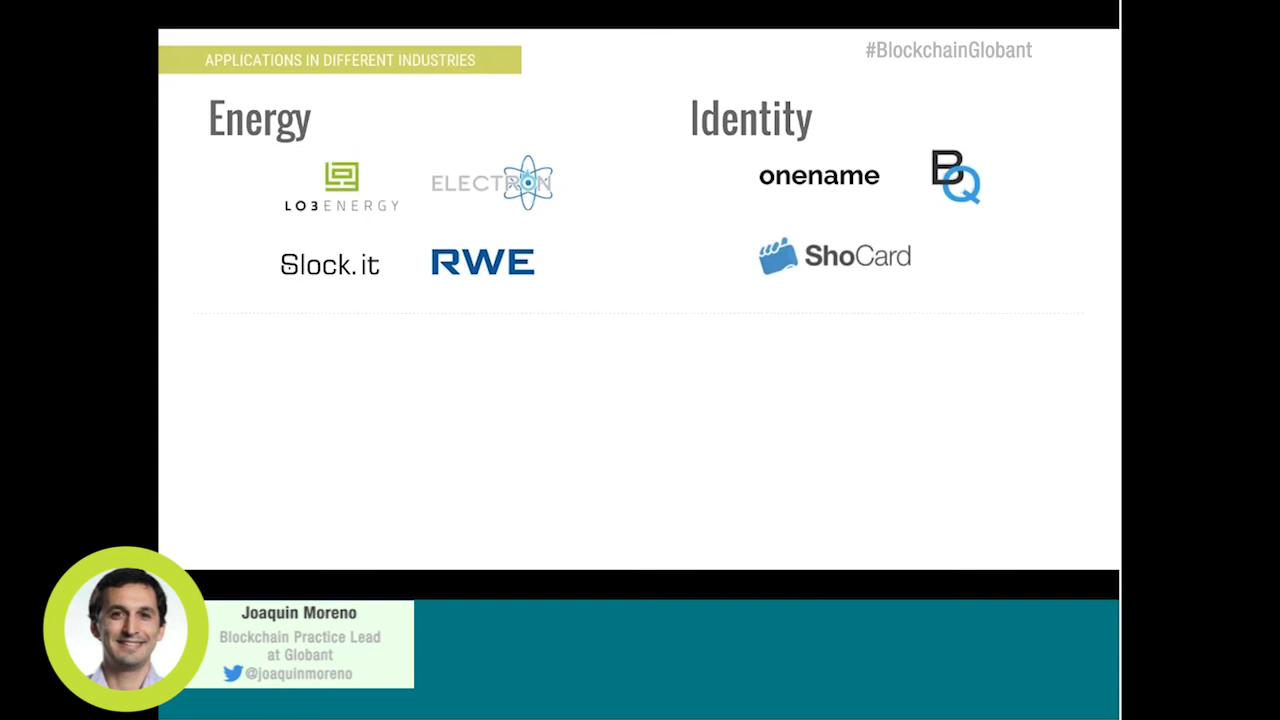 APPLICATIONS IN DIFFERENT INDUSTRIES
#BlockchainGlobant
Energy
Identity
LO3ENERGY
ELECTRON
onename
BQ
Slock.it
RWE
ShoCard
Joaquin Moreno
Blockchain Practice Lead
at Globant
@joaquinmoreno